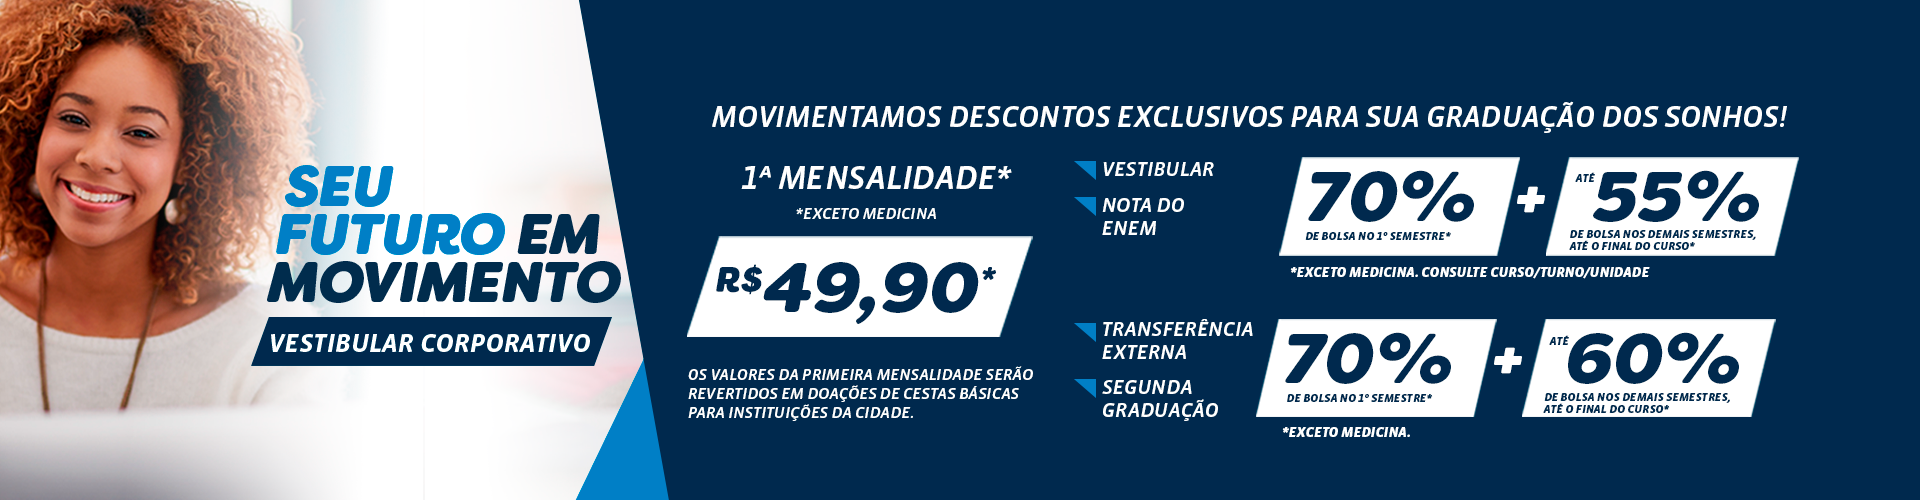 SEU
FUTURO EM
MOVIMENTO
VESTIBULAR CORPORATIVO
MOVIMENTAMOS DESCONTOS EXCLUSIVOS PARA SUA GRADUAÇÃO DOS SONHOS!
1ª MENSALIDADE*
*EXCETO MEDICINA
R$49,90*
OS VALORES DA PRIMEIRA MENSALIDADE SERÃO
REVERTIDOS EM DOAÇÕES DE CESTAS BÁSICAS
PARA INSTITUIÇÕES DA CIDADE.
VESTIBULAR
NOTA DO
ENEM
70%
DE BOLSA NO 1º SEMESTRE*
+
ATÉ 55%
DE BOLSA NOS DEMAIS SEMESTRES,
ATÉ O FINAL DO CURSO*
*EXCETO MEDICINA. CONSULTE CURSO/TURNO/UNIDADE
TRANSFERÊNCIA
EXTERNA
SEGUNDA
GRADUAÇÃO
70%
DE BOLSA NO 1º SEMESTRE*
+
ATÉ 60%
DE BOLSA NOS DEMAIS SEMESTRES,
ATÉ O FINAL DO CURSO*
*EXCETO MEDICINA.